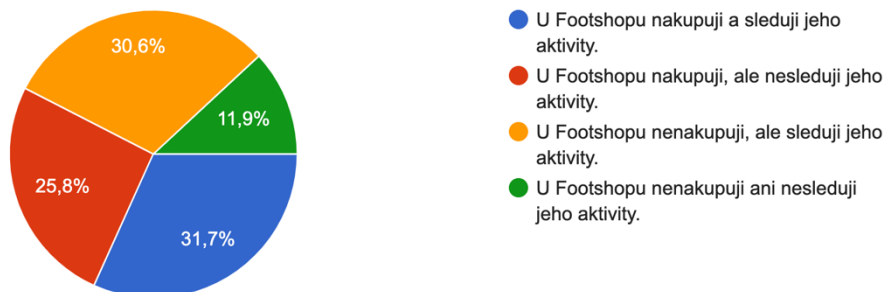 30,6%
11,9%
25,8%
31,7%
U Footshopu nakupuji a sleduji jeho
aktivity.
U Footshopu nakupuji, ale nesleduji jeho
aktivity.
U Footshopu nenakupuji, ale sleduji jeho
aktivity.
U Footshopu nenakupuji ani nesleduji
jeho aktivity.